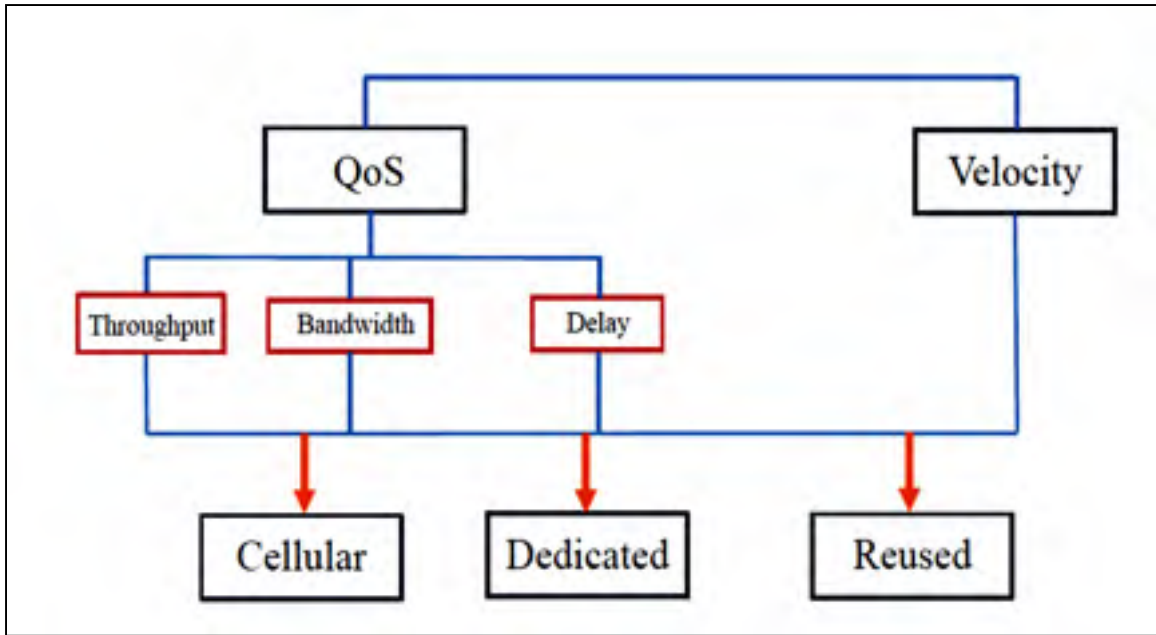 QoS
Velocity
Throughput
Bandwidth
Delay
Cellular
Dedicated
Reused